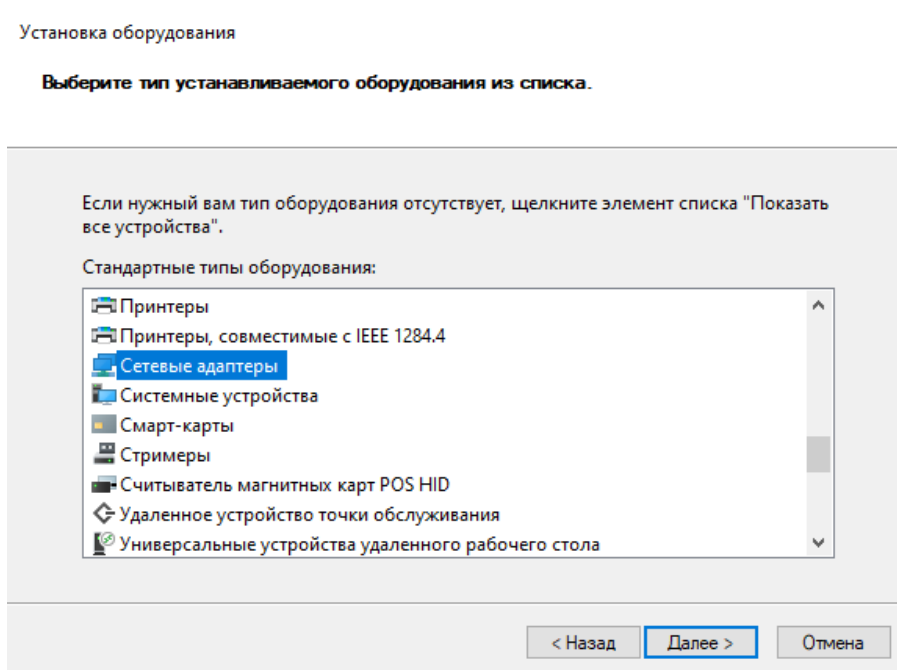 Установка оборудования
Выберите тип устанавливаемого оборудования из списка.
Если нужный вам тип оборудования отсутствует, щелкните элемент списка "Показать
все устройства".
Стандартные типы оборудования:
Принтеры
Принтеры, совместимые с IEEE 1284.4
Сетевые адаптеры
Системные устройства
Смарт-карты
Стримеры
Считыватель магнитных карт POS HID
Удаленное устройство точки обслуживания
Универсальные устройства удаленного рабочего стола
< Назад
Далее >
Отмена